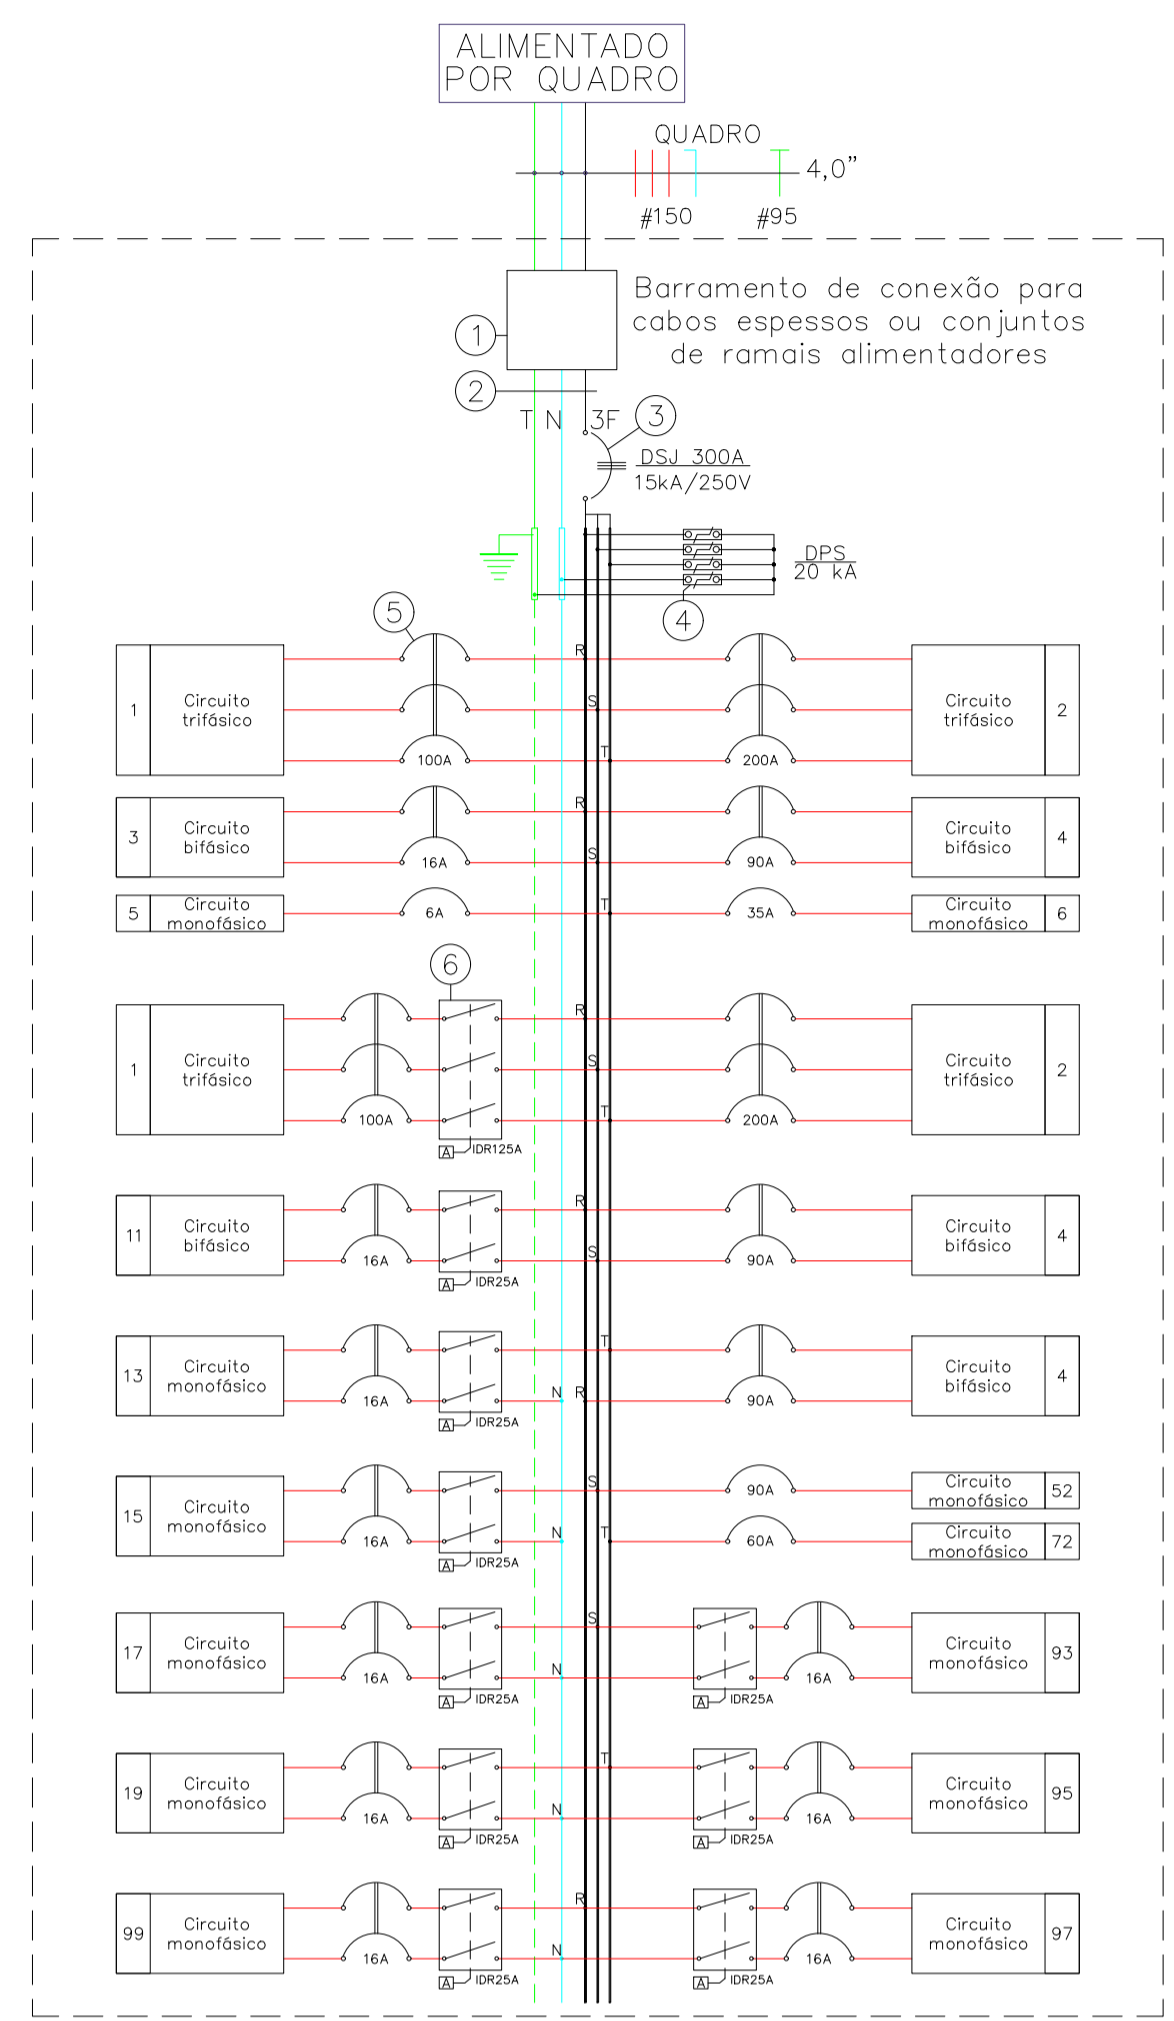 ALIMENTADO
POR QUADRO
QUADRO
4,0"
#150
#95
Barramento de conexão para
cabos espessos ou conjuntos
de ramais alimentadores
1
2
T N 3F
3
DSJ 300A
15kA/250V
DPS
20 kA
4
5
1
Circuito
trifásico
100A
R
S
T
200A
Circuito
trifásico
2
3
Circuito
bifásico
16A
R
S
90A
Circuito
bifásico
4
5
Circuito
monofásico
6A
T
35A
Circuito
monofásico
6
6
1
Circuito
trifásico
100A
A
IDR125A
R
S
T
200A
Circuito
trifásico
2
11
Circuito
bifásico
16A
A
IDR25A
R
S
90A
Circuito
bifásico
4
13
Circuito
monofásico
16A
A
IDR25A
T
N R
90A
Circuito
bifásico
4
15
Circuito
monofásico
16A
A
IDR25A
S
N
T
90A
Circuito
monofásico
52
60A
Circuito
monofásico
72
17
Circuito
monofásico
16A
A
IDR25A
S
N
A
IDR25A
16A
Circuito
monofásico
93
19
Circuito
monofásico
16A
A
IDR25A
T
N
A
IDR25A
16A
Circuito
monofásico
95
99
Circuito
monofásico
16A
A
IDR25A
R
N
A
IDR25A
16A
Circuito
monofásico
97